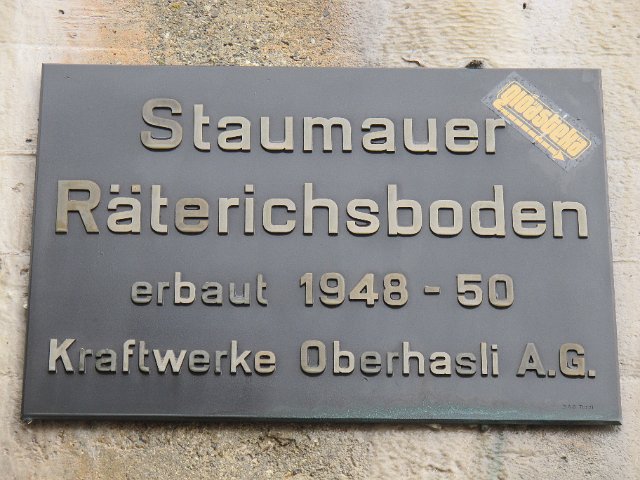 Staumauer
Räterichsboden
erbaut 1948 - 50
Kraftwerke Oberhasli A.G.